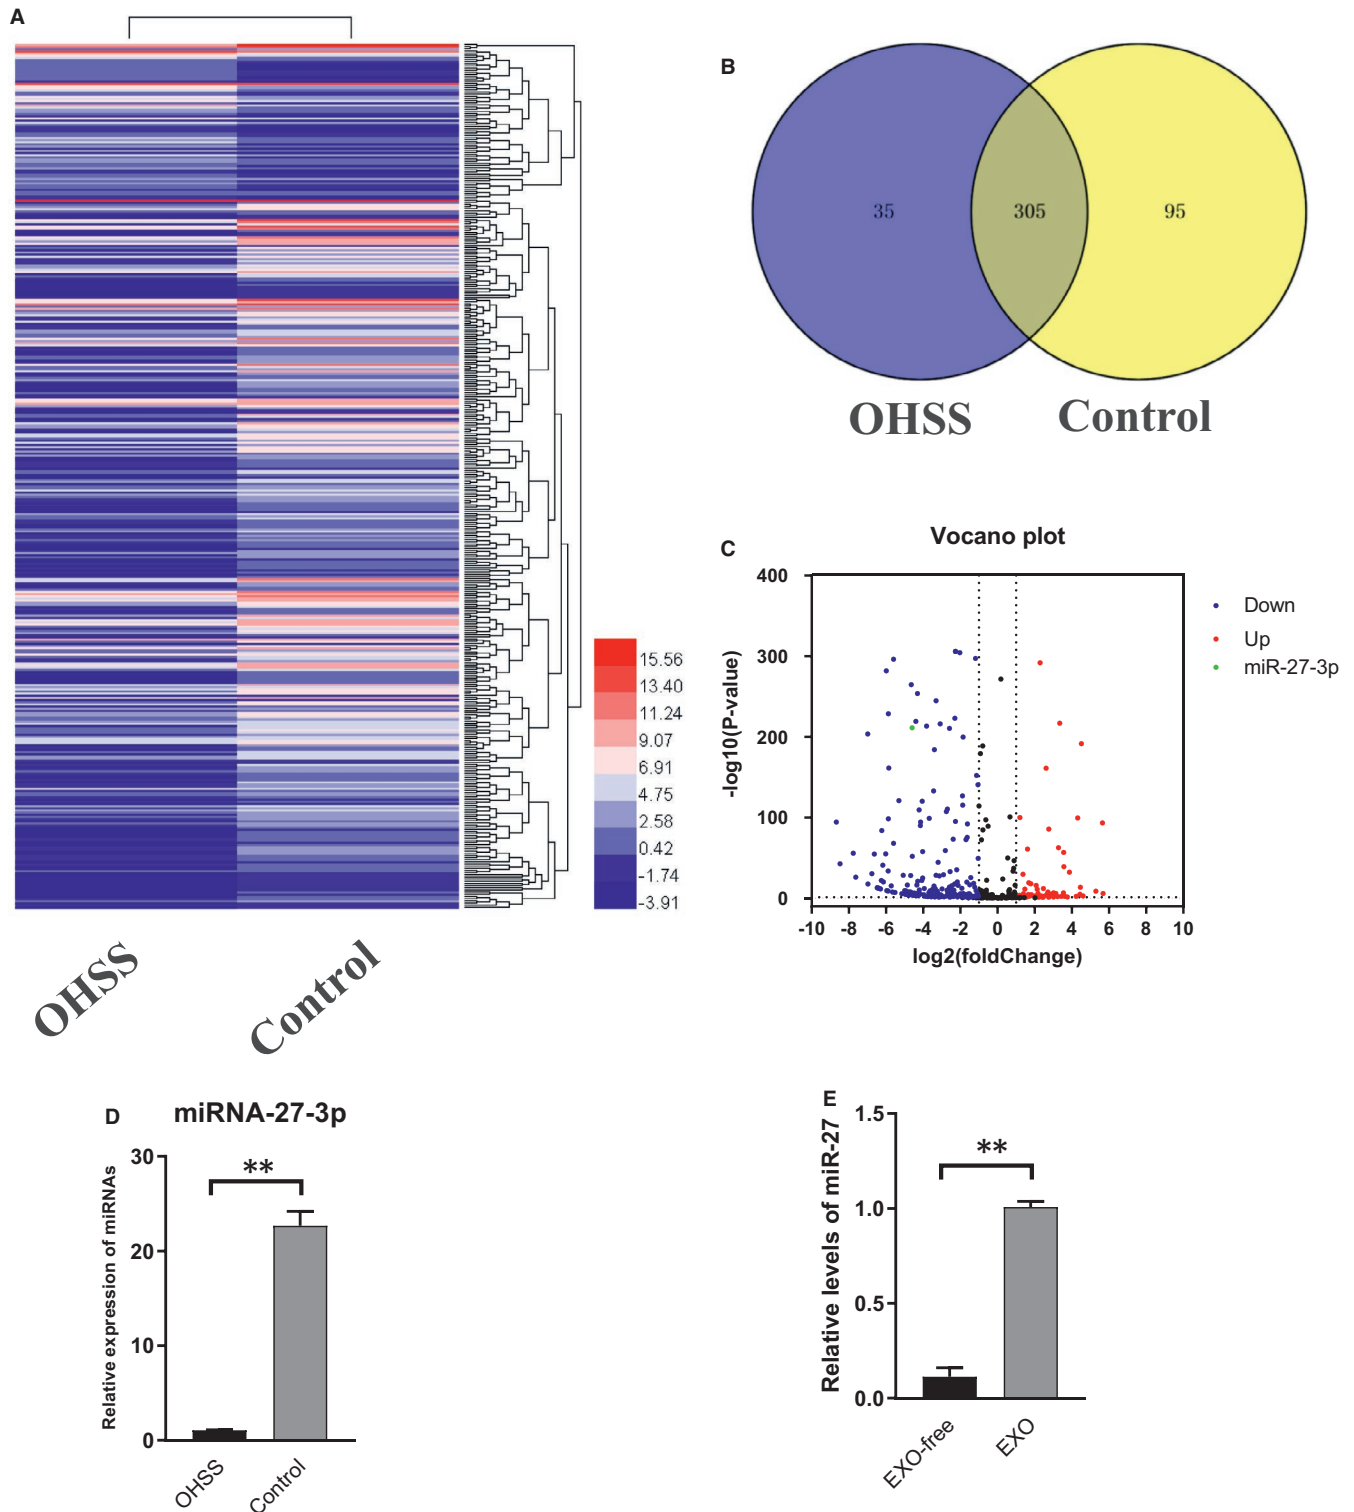 A
15.56
13.40
11.24
9.07
6.91
4.75
2.58
0.42
-1.74
-3.91
OHSS
Control
B
35
305
95
OHSS
Control
C
Vocano plot
-log10(P-value)
400
300
200
100
0
-10 -8 -6 -4 -2 0 2 4 6 8 10
log2(foldChange)
Down
Up
miR-27-3p
D
miRNA-27-3p
Relative expression of miRNAs
30
20
10
0
**
OHSS
Control
E
Relative levels of miR-27
1.5
1.0
0.5
0.0
**
EXO-free
EXO